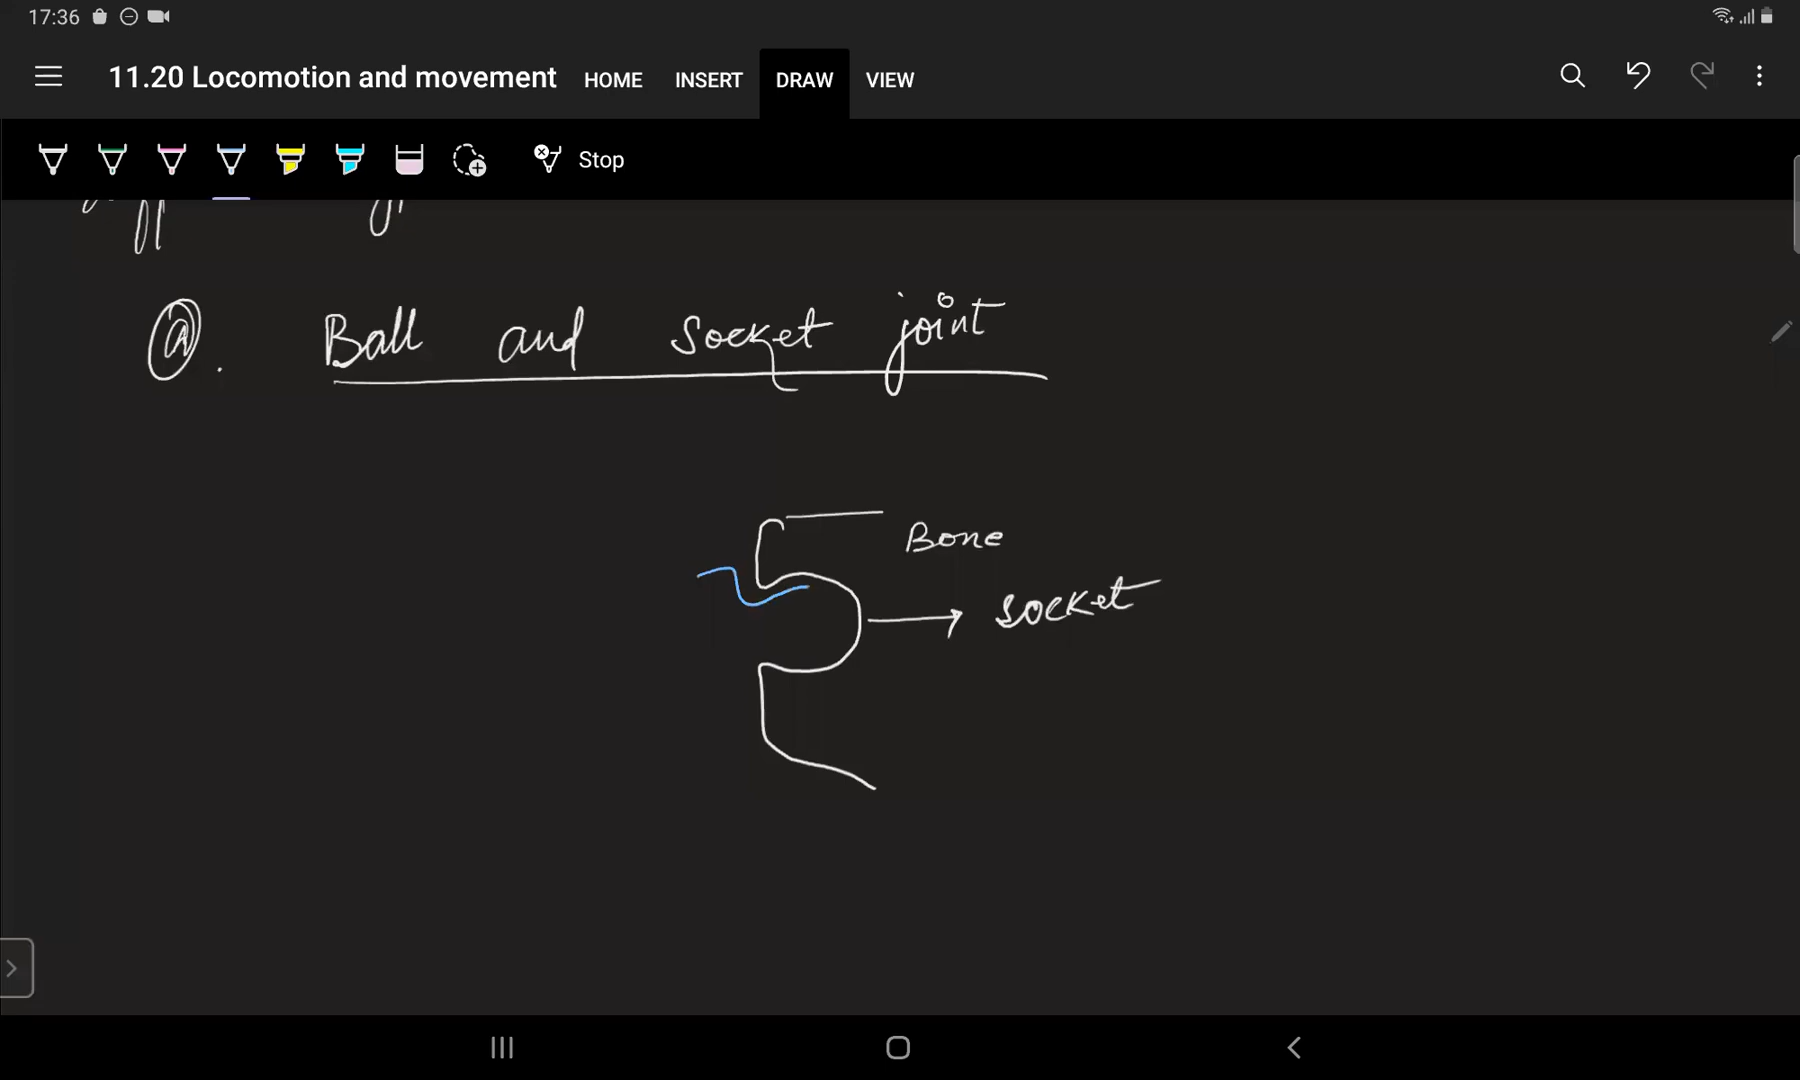 17:36
11.20 Locomotion and movement HOME INSERT DRAW VIEW
Stop
a. Ball and socket joint
Bone
socket